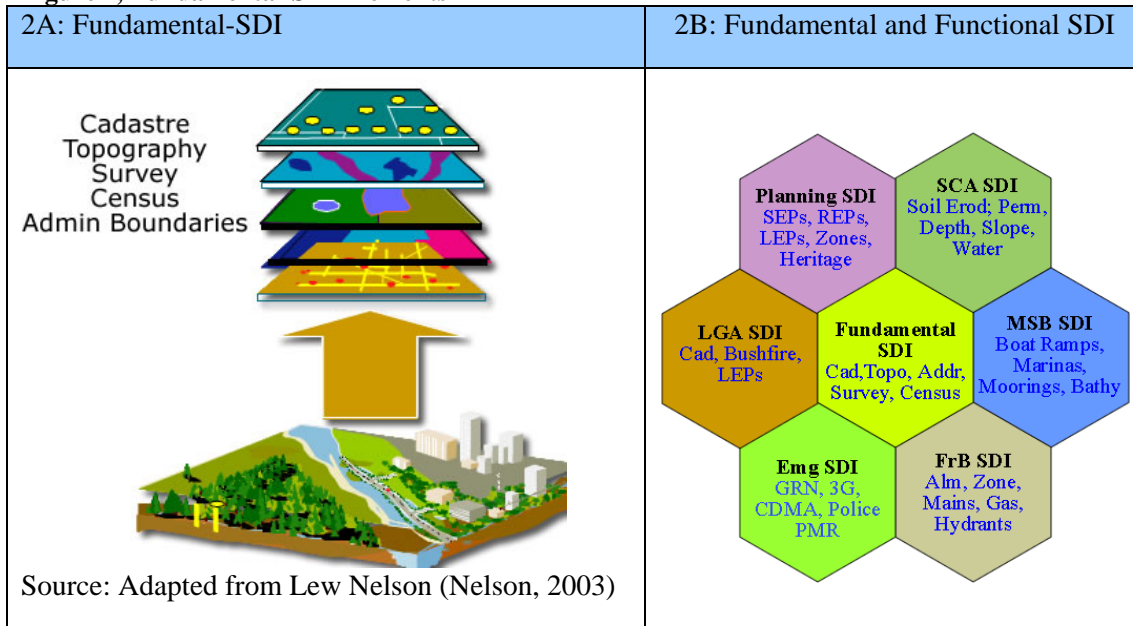 2A: Fundamental-SDI
Cadastre
Topography
Survey
Census
Admin Boundaries
Source: Adapted from Lew Nelson (Nelson, 2003)
2B: Fundamental and Functional SDI
Planning SDI
SEPs, REPs,
LEPs, Zones,
Heritage
SCA SDI
Soil Erod; Perm,
Depth, Slope,
Water
LGA SDI
Cad, Bushfire,
LEPs
Fundamental
SDI
Cad,Topo, Addr,
Survey, Census
MSB SDI
Boat Ramps,
Marinas,
Moorings, Bathy
Emg SDI
GRN, 3G,
CDMA, Police
PMR
FrB SDI
Alm, Zone,
Mains, Gas,
Hydrants